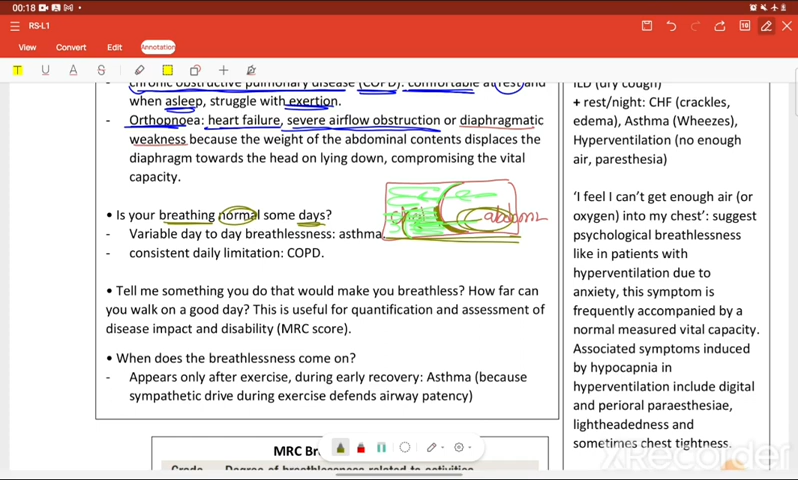 00:18
RS-L1
View Convert Edit Annotation
chronic obstructive pulmonary disease (COPD): comfortable at rest and
when asleep, struggle with exertion.
- Orthopnoea: heart failure, severe airflow obstruction or diaphragmatic
weakness because the weight of the abdominal contents displaces the
diaphragm towards the head on lying down, compromising the vital
capacity.
• Is your breathing normal some days?
- Variable day to day breathlessness: asthma.
- consistent daily limitation: COPD.
• Tell me something you do that would make you breathless? How far can
you walk on a good day? This is useful for quantification and assessment of
disease impact and disability (MRC score).
• When does the breathlessness come on?
- Appears only after exercise, during early recovery: Asthma (because
sympathetic drive during exercise defends airway patency)
MRC
Grade Degree of breathlessness related to activities
ILD (dry cough)
+ rest/night: CHF (crackles,
edema), Asthma (Wheezes),
Hyperventilation (no enough
air, paresthesia)
‘I feel I can’t get enough air (or
oxygen) into my chest’: suggest
psychological breathlessness
like in patients with
hyperventilation due to
anxiety, this symptom is
frequently accompanied by a
normal measured vital capacity.
Associated symptoms induced
by hypocapnia in
hyperventilation include digital
and perioral paraesthesiae,
lightheadedness and
sometimes chest tightness.
XRecorder